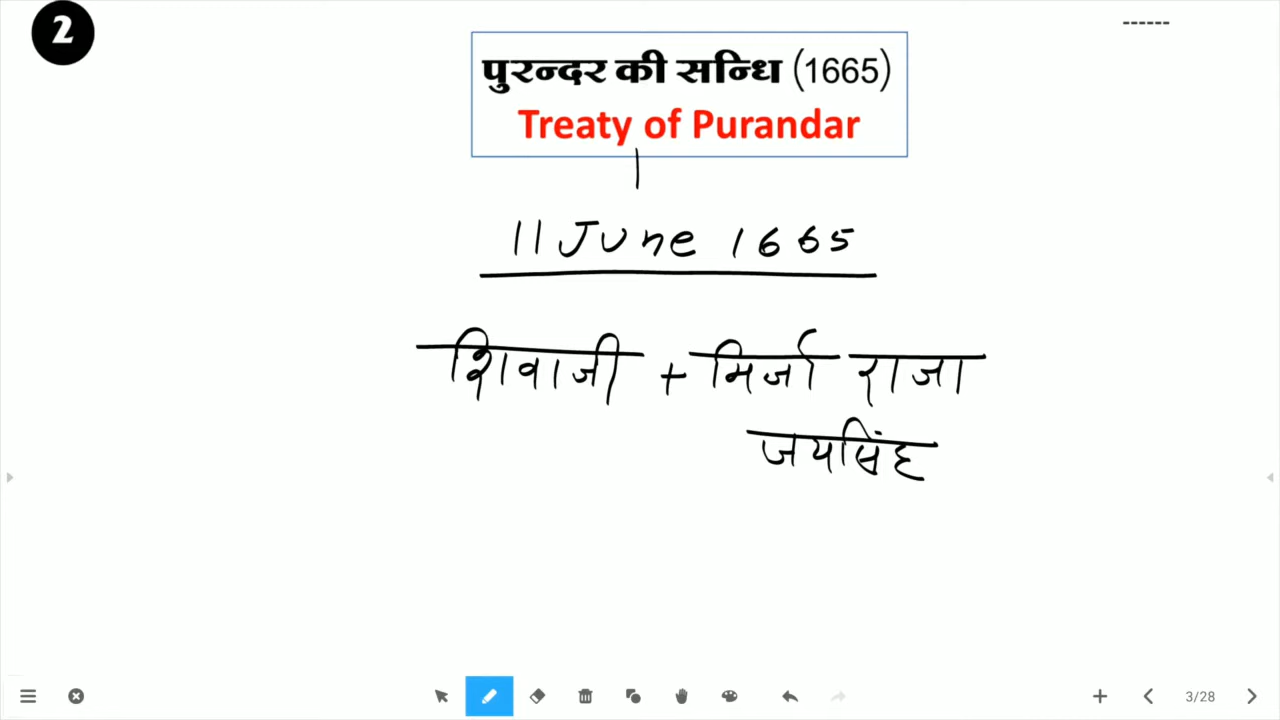 2
------
पुरन्दर की सन्धि (1665)
Treaty of Purandar
11 June 1665
शिवाजी + मिर्जा राजा
जयसिंह
3/28